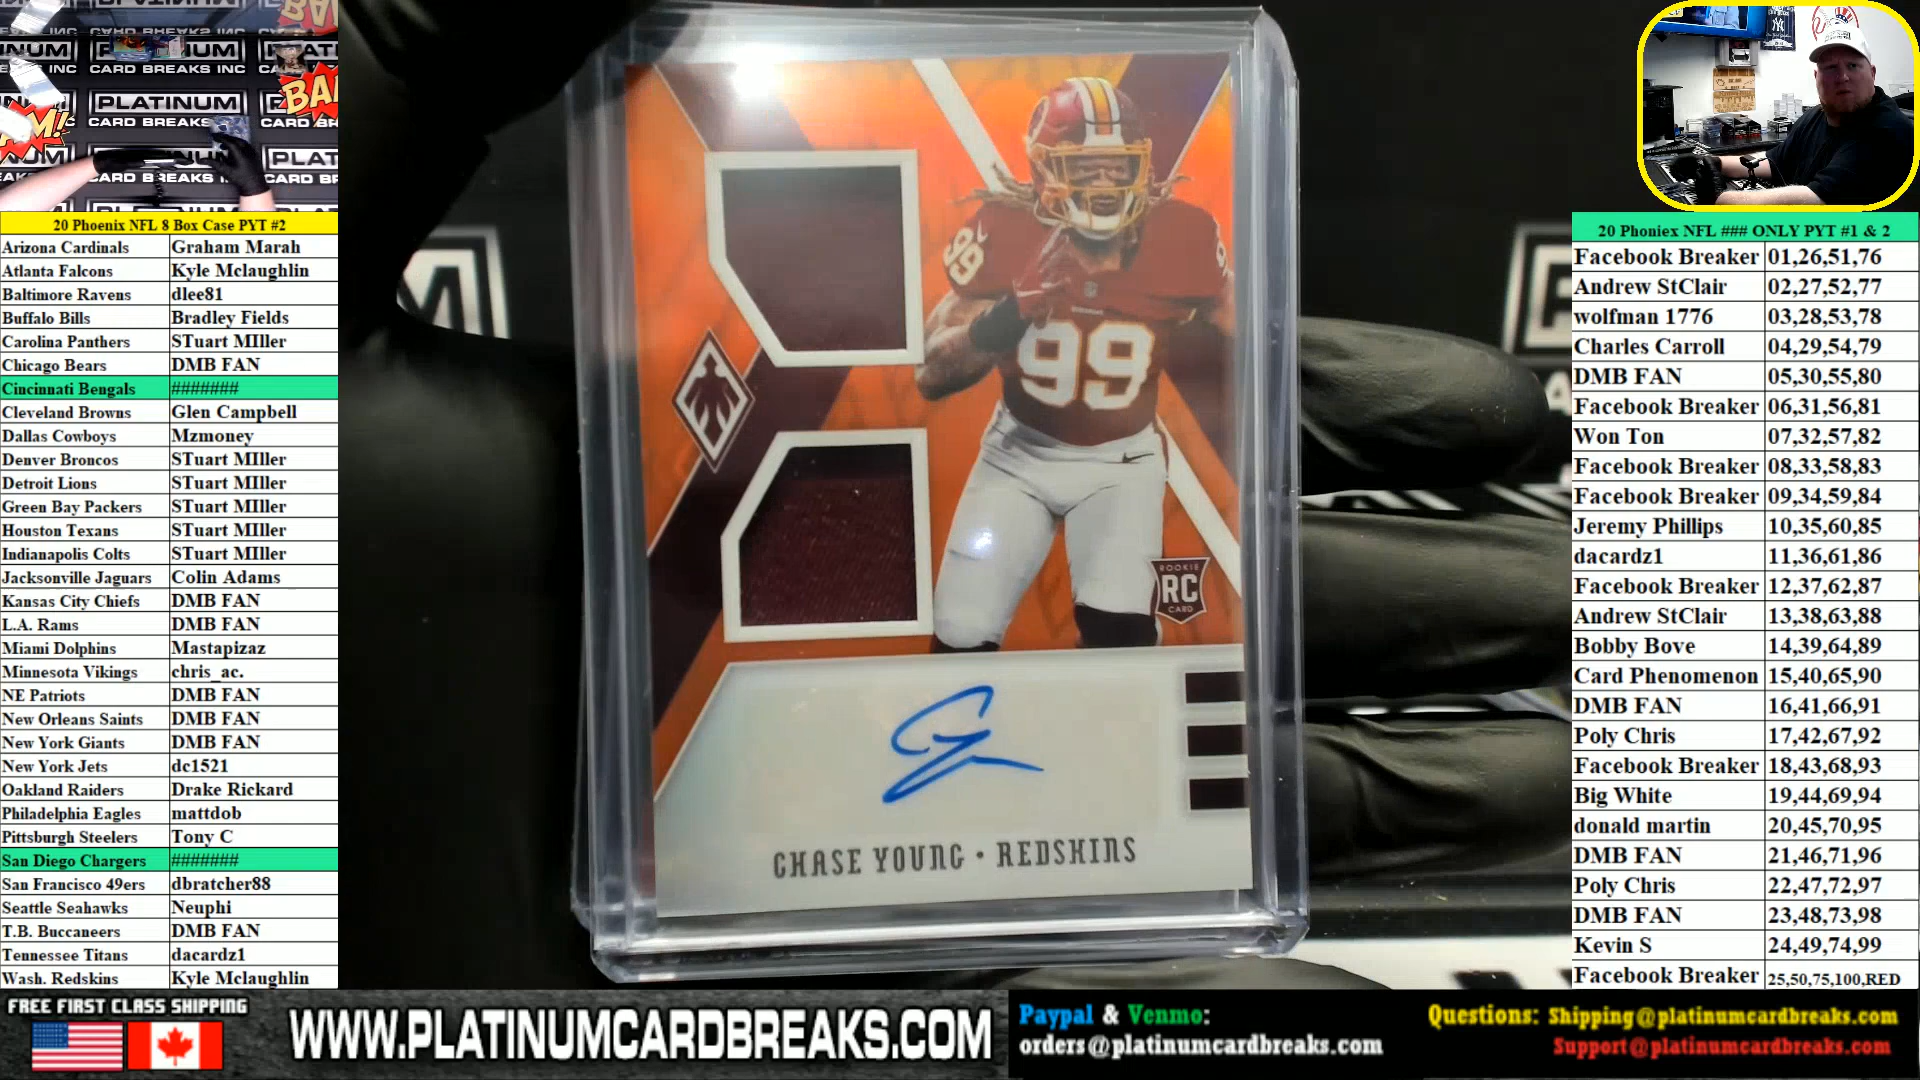 PLATINUM
CARD BREAKS INC
PLATINUM
CARD BREAKS
BAM!
20 Phoenix NFL 8 Box Case PYT #2
Arizona Cardinals Graham Marah
Atlanta Falcons Kyle Mclaughlin
Baltimore Ravens dlee81
Buffalo Bills Bradley Fields
Carolina Panthers STuart MIller
Chicago Bears DMB FAN
Cincinnati Bengals #######
Cleveland Browns Glen Campbell
Dallas Cowboys Mzmoney
Denver Broncos STuart MIller
Detroit Lions STuart MIller
Green Bay Packers STuart MIller
Houston Texans STuart MIller
Indianapolis Colts STuart MIller
Jacksonville Jaguars Colin Adams
Kansas City Chiefs DMB FAN
L.A. Rams DMB FAN
Miami Dolphins Mastapizaz
Minnesota Vikings chris_ac.
NE Patriots DMB FAN
New Orleans Saints DMB FAN
New York Giants DMB FAN
New York Jets dc1521
Oakland Raiders Drake Rickard
Philadelphia Eagles mattdob
Pittsburgh Steelers Tony C
San Diego Chargers #######
San Francisco 49ers dbratcher88
Seattle Seahawks Neuphi
T.B. Buccaneers DMB FAN
Tennessee Titans dacardz1
Wash. Redskins Kyle Mclaughlin
99
99
ROOKIE
RC
CARD
CHASE YOUNG • REDSKINS
20 Phoniex NFL ### ONLY PYT #1 & 2
Facebook Breaker 01,26,51,76
Andrew StClair 02,27,52,77
wolfman 1776 03,28,53,78
Charles Carroll 04,29,54,79
DMB FAN 05,30,55,80
Facebook Breaker 06,31,56,81
Won Ton 07,32,57,82
Facebook Breaker 08,33,58,83
Facebook Breaker 09,34,59,84
Jeremy Phillips 10,35,60,85
dacardz1 11,36,61,86
Facebook Breaker 12,37,62,87
Andrew StClair 13,38,63,88
Bobby Bove 14,39,64,89
Card Phenomenon 15,40,65,90
DMB FAN 16,41,66,91
Poly Chris 17,42,67,92
Facebook Breaker 18,43,68,93
Big White 19,44,69,94
donald martin 20,45,70,95
DMB FAN 21,46,71,96
Poly Chris 22,47,72,97
DMB FAN 23,48,73,98
Kevin S 24,49,74,99
Facebook Breaker 25,50,75,100,RED
FREE FIRST CLASS SHIPPING
WWW.PLATINUMCARDBREAKS.COM
Paypal & Venmo:
orders@platinumcardbreaks.com
Questions: Shipping@platinumcardbreaks.com
Support@platinumcardbreaks.com